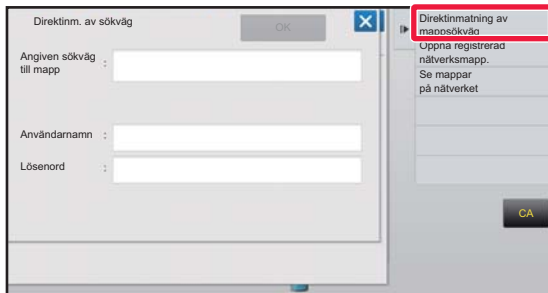 Direktinm. av sökväg
OK
Angiven sökväg :
till mapp
Användarnamn :
Lösenord :
Direktinmatning av
mappsökväg
Öppna registrerad
nätverksmapp.
Se mappar
på nätverket
CA